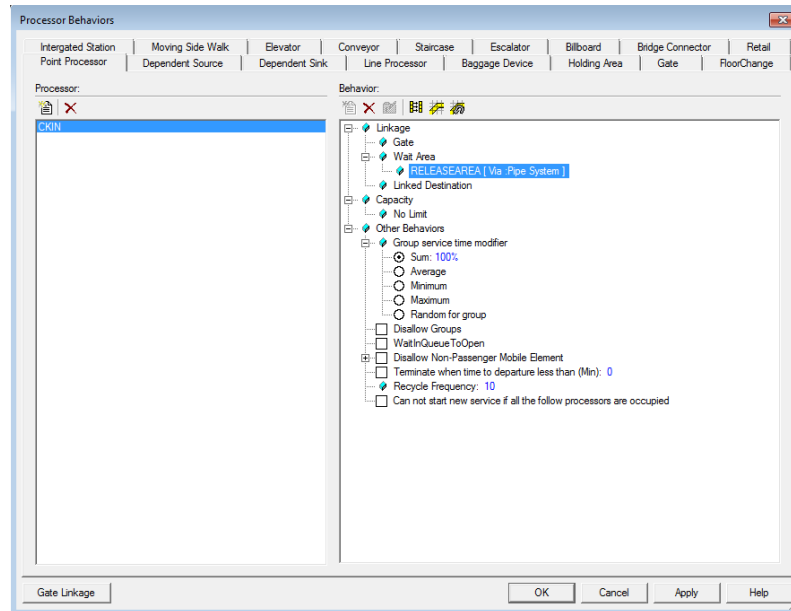 Processor Behaviors
Intergated Station Moving Side Walk Elevator Conveyor Staircase Escalator Billboard Bridge Connector Retail
Point Processor Dependent Source Dependent Sink Line Processor Baggage Device Holding Area Gate FloorChange
Processor:
Behavior:
CKIN
Linkage
Gate
Wait Area
RELEASEAREA [ Via :Pipe System ]
Linked Destination
Capacity
No Limit
Other Behaviors
Group service time modifier
Sum: 100%
Average
Minimum
Maximum
Random for group
Disallow Groups
WaitInQueueToOpen
Disallow Non-Passenger Mobile Element
Terminate when time to departure less than (Min): 0
Recycle Frequency: 10
Can not start new service if all the follow processors are occupied
Gate Linkage OK Cancel Apply Help